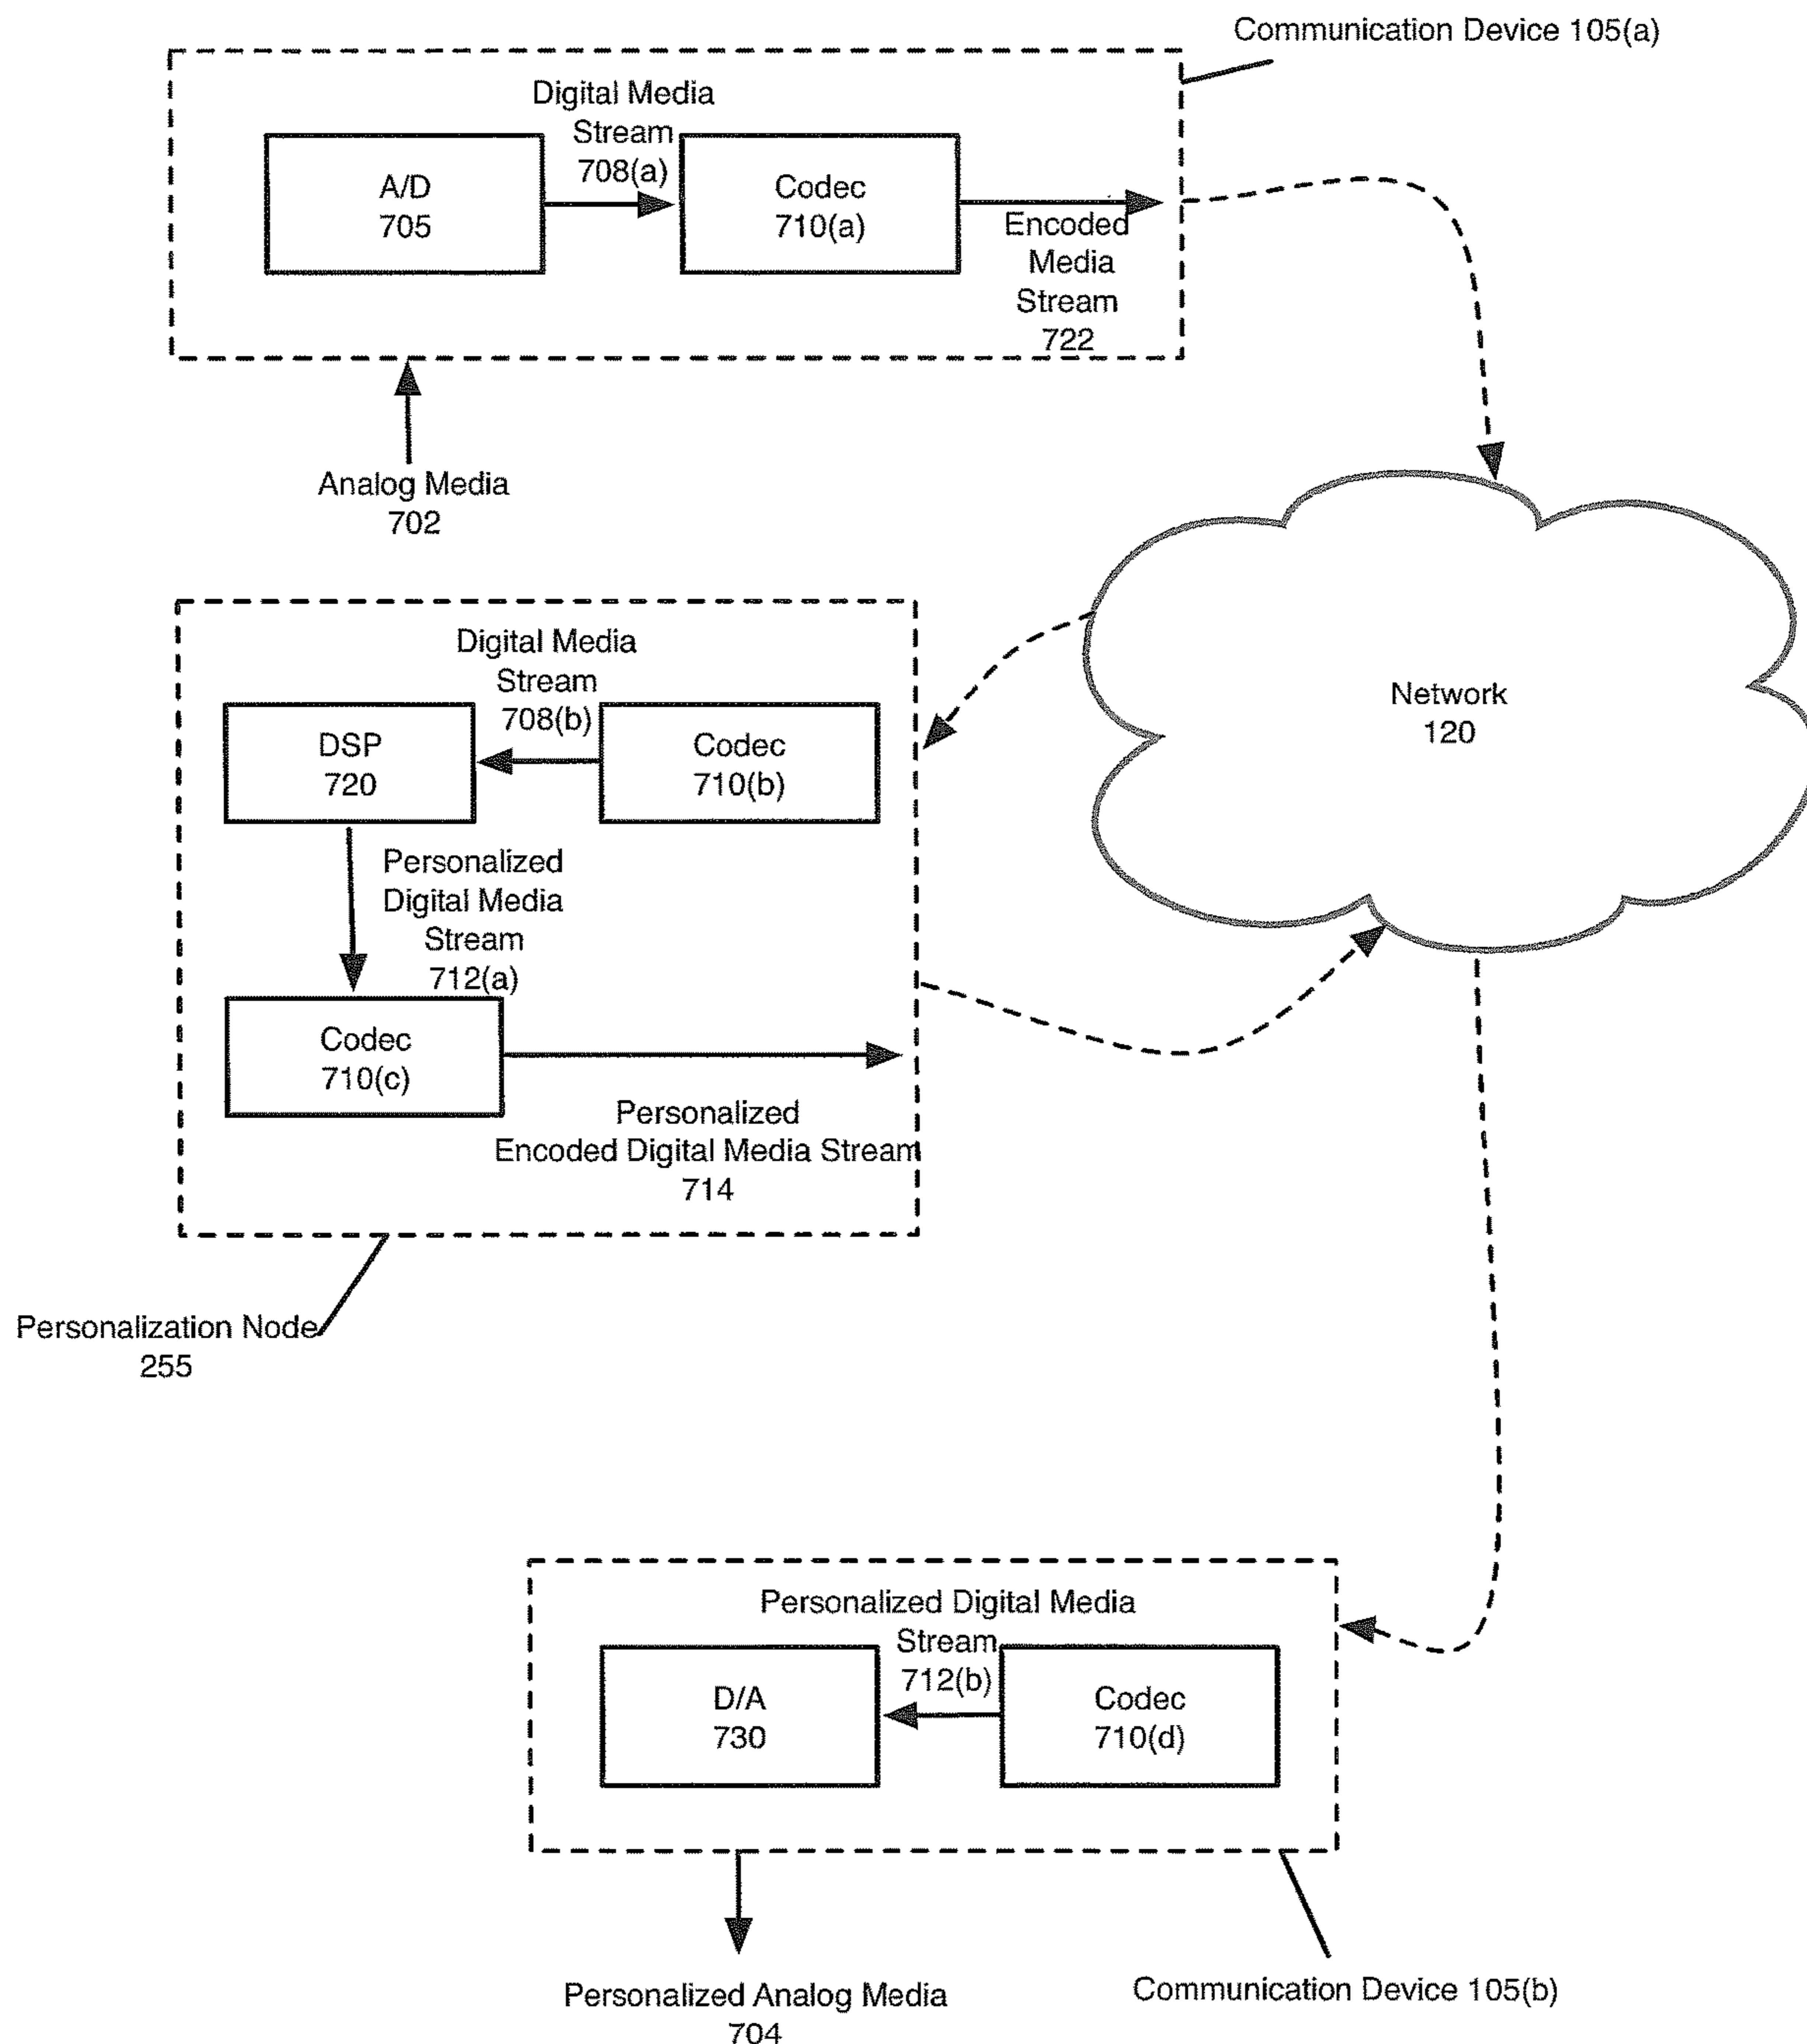 Communication Device 105(a)
Digital Media
Stream
708(a)
A/D
705
Codec
710(a)
Encoded
Media
Stream
722
Analog Media
702
Network
120
Digital Media
Stream
708(b)
DSP
720
Codec
710(b)
Personalized
Digital Media
Stream
712(a)
Codec
710(c)
Personalized
Encoded Digital Media Stream
714
Personalization Node
255
Personalized Digital Media
Stream
712(b)
D/A
730
Codec
710(d)
Personalized Analog Media
704
Communication Device 105(b)